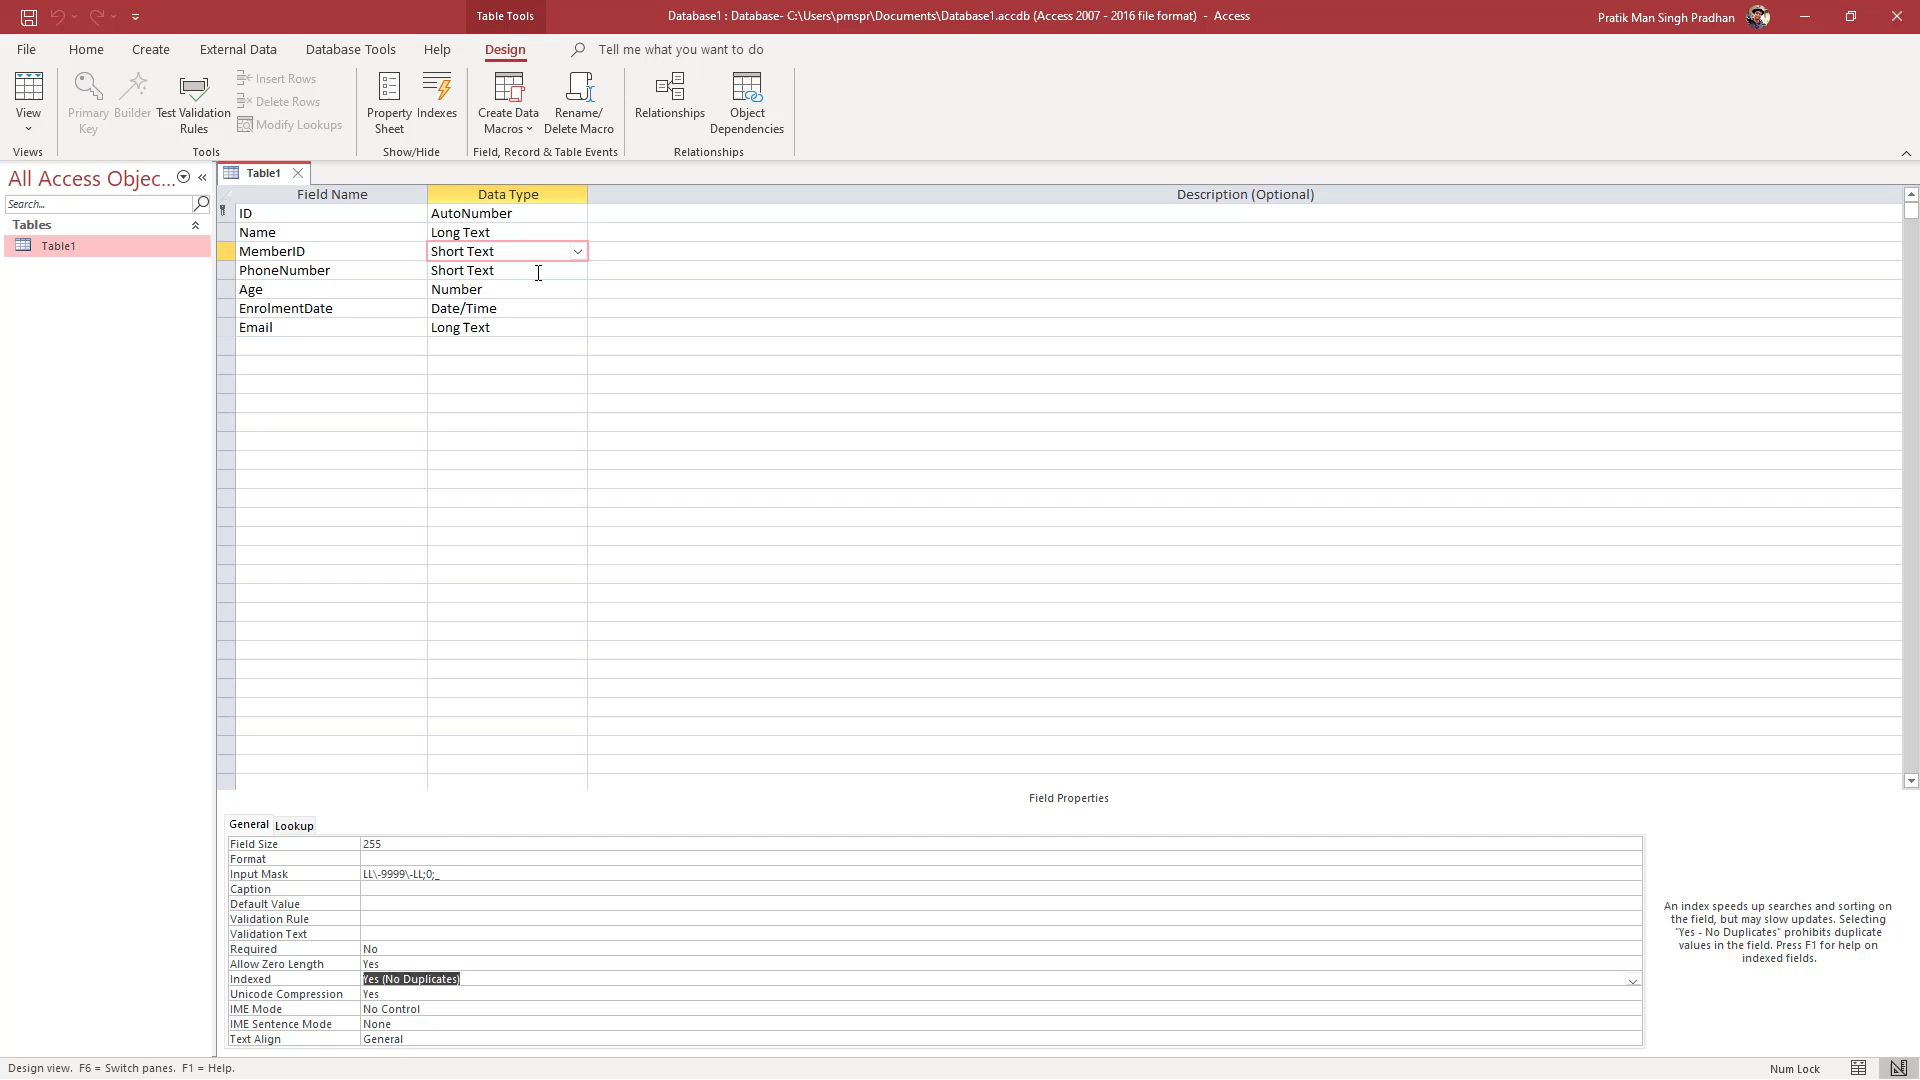 Table Tools
Database1 : Database- C:\Users\pmspr\Documents\Database1.accdb (Access 2007 - 2016 file format) - Access
Pratik Man Singh Pradhan
File Home Create External Data Database Tools Help Design Tell me what you want to do
View
Primary Key
Builder
Test Validation Rules
Insert Rows
Delete Rows
Modify Lookups
Property Sheet
Indexes
Create Data Macros
Rename/ Delete Macro
Relationships
Object Dependencies
Views Tools Show/Hide Field, Record & Table Events Relationships
All Access Objec...
Search...
Tables
Table1
Table1
Field Name Data Type Description (Optional)
ID AutoNumber
Name Long Text
MemberID Short Text
PhoneNumber Short Text
Age Number
EnrolmentDate Date/Time
Email Long Text
Field Properties
General Lookup
Field Size 255
Format
Input Mask LL\-9999\-LL;0;_
Caption
Default Value
Validation Rule
Validation Text
Required No
Allow Zero Length Yes
Indexed Yes (No Duplicates)
Unicode Compression Yes
IME Mode No Control
IME Sentence Mode None
Text Align General
An index speeds up searches and sorting on
the field, but may slow updates. Selecting
"Yes - No Duplicates" prohibits duplicate
values in the field. Press F1 for help on
indexed fields.
Design view. F6 = Switch panes. F1 = Help.
Num Lock